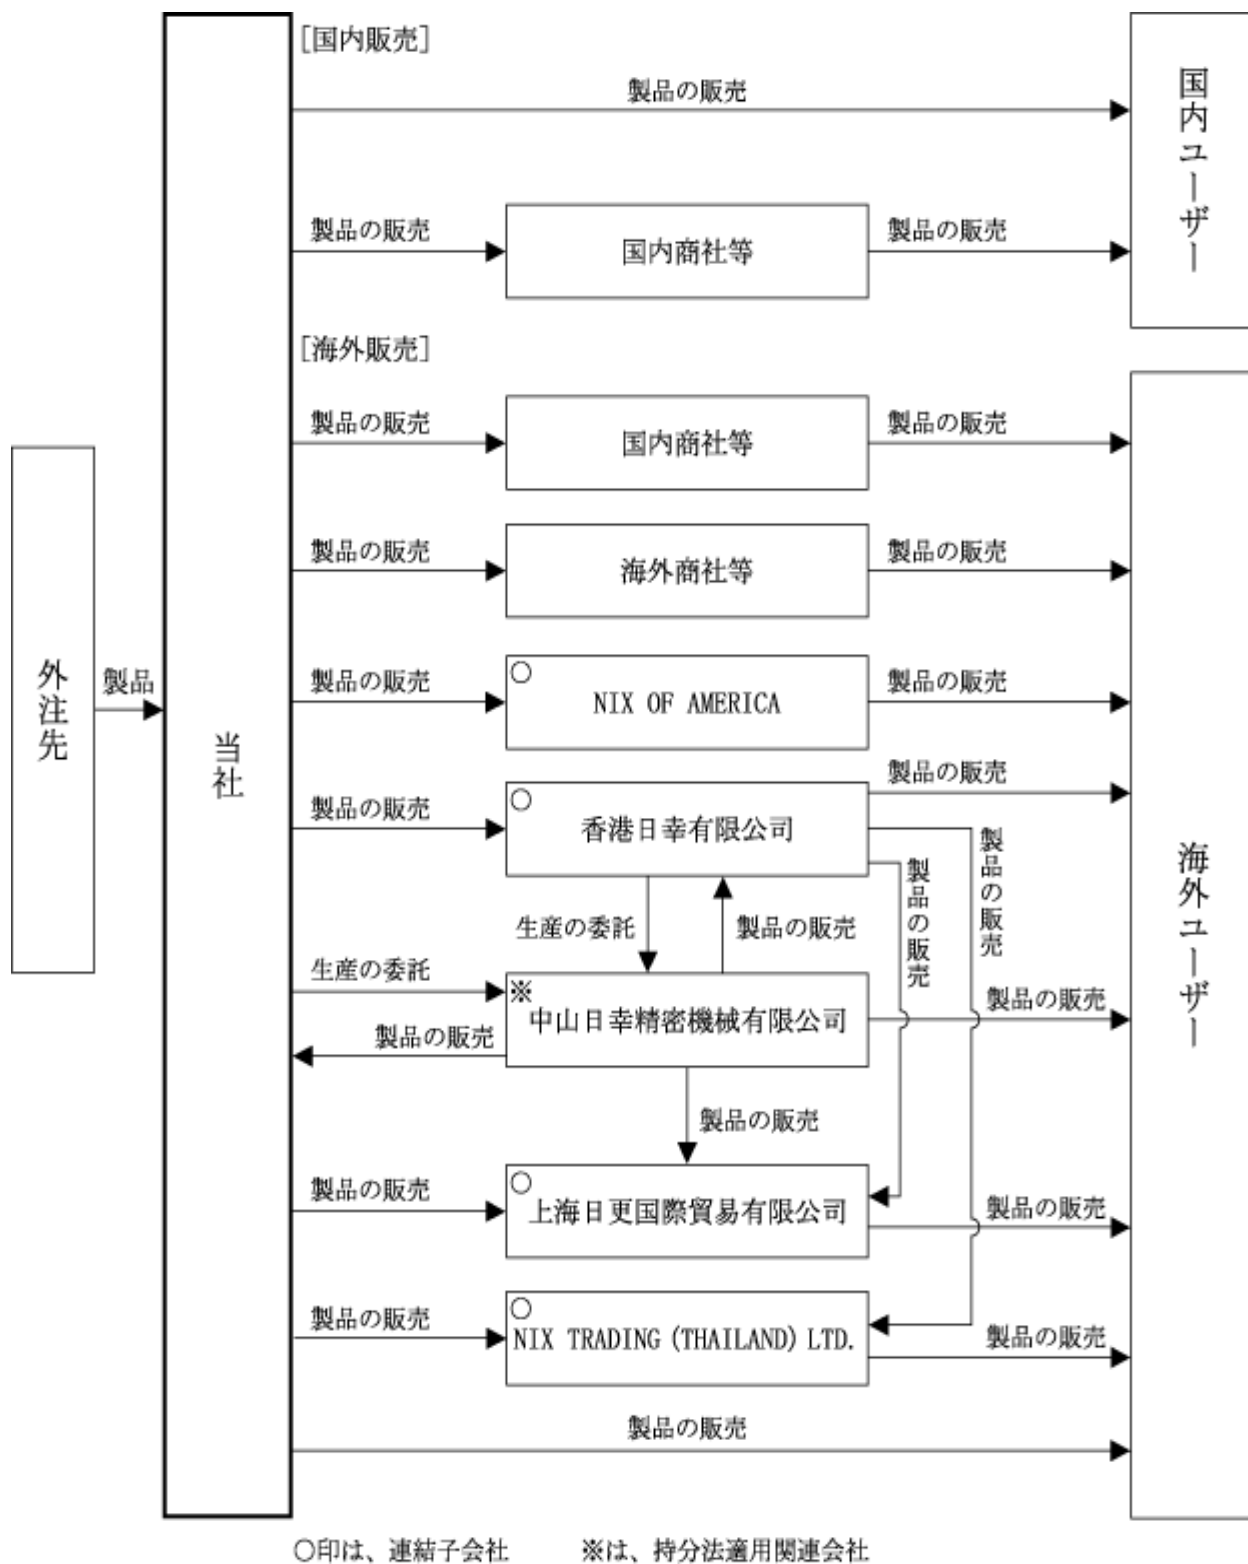 ［国内販売］
製品の販売
国内ユーザー
製品の販売
国内商社等
製品の販売
［海外販売］
製品の販売
国内商社等
製品の販売
製品の販売
海外商社等
製品の販売
外注先
製品
当社
製品の販売
○
NIX OF AMERICA
製品の販売
製品の販売
○
香港日幸有限公司
製品の販売
製品の販売
製品の販売
海外ユーザー
生産の委託
製品の販売
生産の委託
※
中山日幸精密機械有限公司
製品の販売
製品の販売
製品の販売
製品の販売
○
上海日更国際貿易有限公司
製品の販売
製品の販売
○
NIX TRADING (THAILAND) LTD.
製品の販売
製品の販売
○印は、連結子会社　　※は、持分法適用関連会社